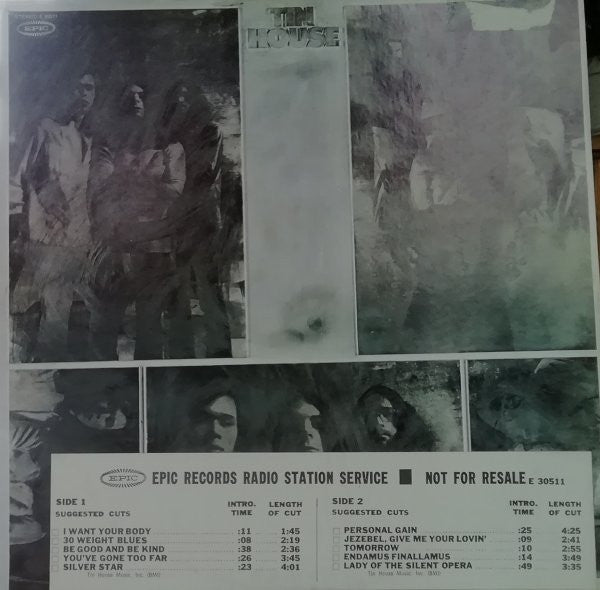 STEREO E 30511
EPIC
TIN
HOUSE
EPIC EPIC RECORDS RADIO STATION SERVICE ■ NOT FOR RESALE E 30511
SIDE 1
SUGGESTED CUTS INTRO. TIME LENGTH OF CUT
I WANT YOUR BODY :11 1:45
30 WEIGHT BLUES :08 2:19
BE GOOD AND BE KIND :38 2:36
YOU'VE GONE TOO FAR :26 3:45
SILVER STAR :23 4:01
Tin House Music, Inc. (BMI)
SIDE 2
SUGGESTED CUTS INTRO. TIME LENGTH OF CUT
PERSONAL GAIN :25 4:25
JEZEBEL, GIVE ME YOUR LOVIN' :09 2:41
TOMORROW :10 2:55
ENDAMUS FINALLAMUS :14 3:49
LADY OF THE SILENT OPERA :49 3:35
Tin House Music, Inc. (BMI)